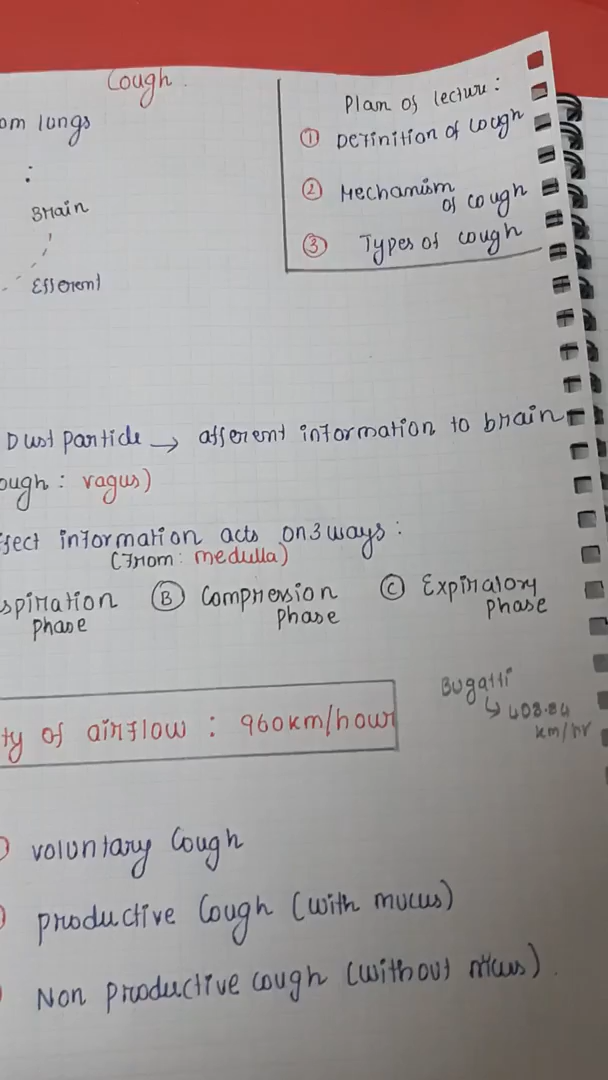 Cough
Plan of lecture:
om lungs
① Definition of cough
② Mechanism of cough
③ Types of cough
:
Brain
Efferent
Dust particle → afferent information to brain
ough: vagus)
fect information acts on 3 ways:
(From: medulla)
spiration phase Ⓑ Compression phase Ⓒ Expiratory phase
ty of airflow : 960km/hour
Bugatti
↳ 408.84 km/hr
voluntary Cough
productive Cough (with mucus)
Non productive cough (without mucus).